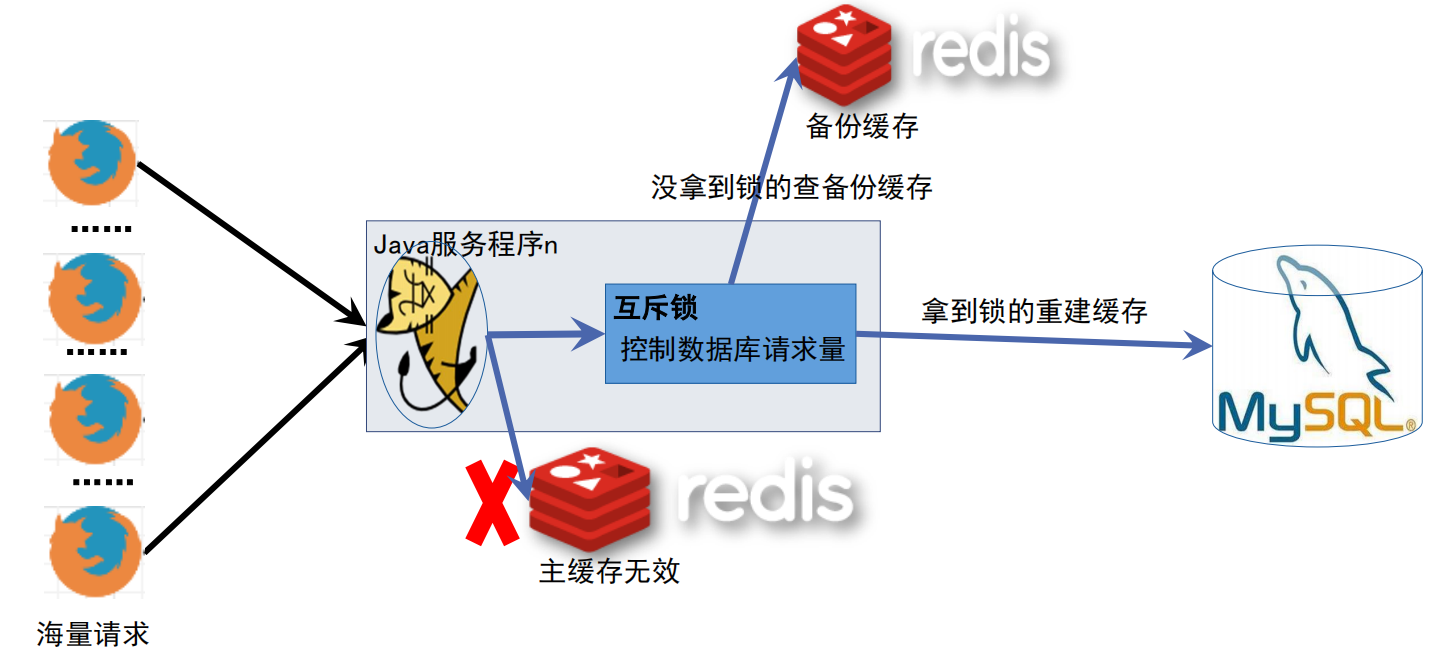 redis
备份缓存
没拿到锁的查备份缓存
Java服务程序n
互斥锁
控制数据库请求量
拿到锁的重建缓存
MySQL®
redis
主缓存无效
海量请求